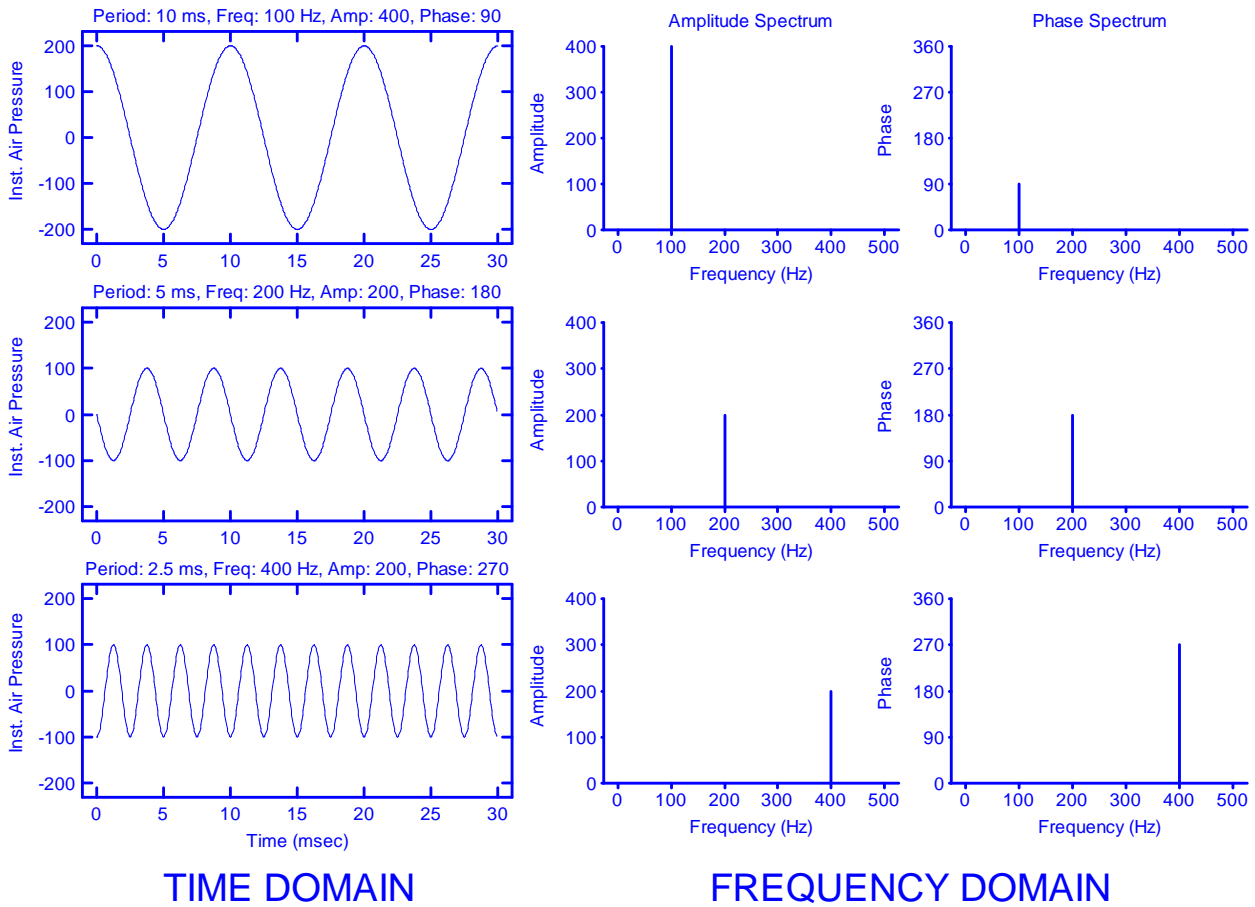 Period: 10 ms, Freq: 100 Hz, Amp: 400, Phase: 90
Amplitude Spectrum
Phase Spectrum
Inst. Air Pressure
200
100
0
-100
-200
0 5 10 15 20 25 30
Amplitude
400
300
200
100
0
0 100 200 300 400 500
Frequency (Hz)
Phase
360
270
180
90
0
0 100 200 300 400 500
Frequency (Hz)
Period: 5 ms, Freq: 200 Hz, Amp: 200, Phase: 180
Inst. Air Pressure
200
100
0
-100
-200
0 5 10 15 20 25 30
Amplitude
400
300
200
100
0
0 100 200 300 400 500
Frequency (Hz)
Phase
360
270
180
90
0
0 100 200 300 400 500
Frequency (Hz)
Period: 2.5 ms, Freq: 400 Hz, Amp: 200, Phase: 270
Inst. Air Pressure
200
100
0
-100
-200
0 5 10 15 20 25 30
Time (msec)
Amplitude
400
300
200
100
0
0 100 200 300 400 500
Frequency (Hz)
Phase
360
270
180
90
0
0 100 200 300 400 500
Frequency (Hz)
TIME DOMAIN
FREQUENCY DOMAIN